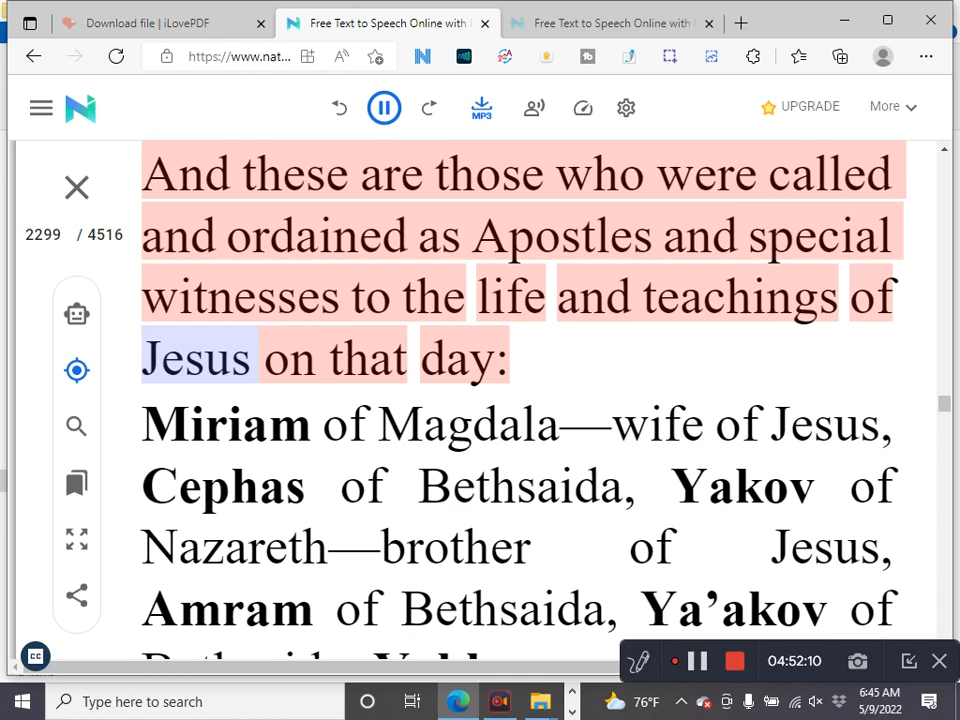 Download file | iLovePDF
Free Text to Speech Online with
Free Text to Speech Online with
https://www.nat...
UPGRADE
More
MP3
2299 / 4516
And these are those who were called
and ordained as Apostles and special
witnesses to the life and teachings of
Jesus on that day:
Miriam of Magdala—wife of Jesus,
Cephas of Bethsaida, Yakov of
Nazareth—brother of Jesus,
Amram of Bethsaida, Ya’akov of
CC
04:52:10
Type here to search
76°F
6:45 AM
5/9/2022